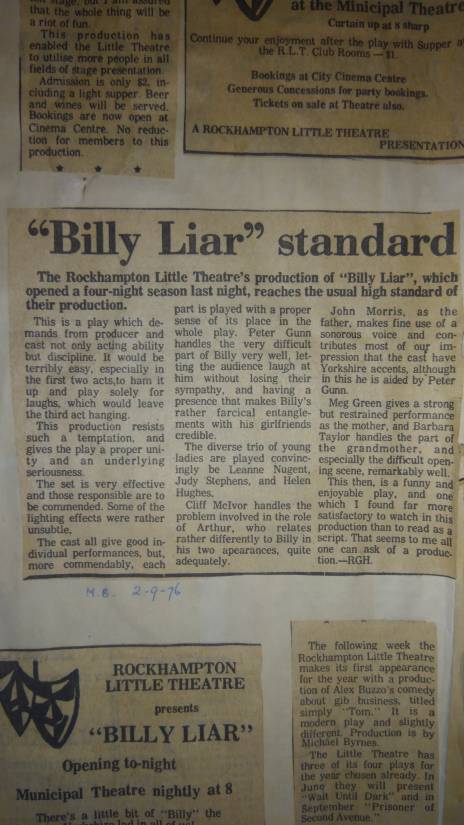 that the whole thing will be
a riot of fun.
This production has
enabled the Little Theatre
to utilise more people in all
fields of stage presentation.
Admission is only $2, in-
cluding a light supper. Beer
and wines will be served.
Bookings are now open at
Cinema Centre. No reduc-
tion for members to this
production.
at the Minicipal Theatre
Curtain up at 8 sharp
Continue your enjoyment after the play with Supper at
the R.L.T. Club Rooms — $1.
Bookings at City Cinema Centre
Generous Concessions for party bookings.
Tickets on sale at Theatre also.
A ROCKHAMPTON LITTLE THEATRE
PRESENTATION
“Billy Liar” standard
The Rockhampton Little Theatre's production of “Billy Liar”, which
opened a four-night season last night, reaches the usual high standard of
their production.
This is a play which de-
mands from producer and
cast not only acting ability
but discipline. It would be
terribly easy, especially in
the first two acts,to ham it
up and play solely for
laughs, which would leave
the third act hanging.
This production resists
such a temptation, and
gives the play a proper uni-
ty and an underlying
seriousness.
The set is very effective
and those responsible are to
be commended. Some of the
lighting effects were rather
unsubtle,
The cast all give good in-
dividual performances, but,
more commendably, each
part is played with a proper
sense of its place in the
whole play. Peter Gunn
handles the very difficult
part of Billy very well, let-
ting the audience laugh at
him without losing their
sympathy, and having a
presence that makes Billy's
rather farcical entangle-
ments with his girlfriends
credible.
The diverse trio of young
ladies are played convinc-
ingly be Leanne Nugent,
Judy Stephens, and Helen
Hughes.
Cliff McIvor handles the
problem involved in the role
of Arthur, who relates
rather differently to Billy in
his two apearances, quite
adequately.
John Morris, as the
father, makes fine use of a
sonorous voice and con-
tributes most of our im-
pression that the cast have
Yorkshire accents, although
in this he is aided by Peter
Gunn.
Meg Green gives a strong
but restrained performance
as the mother, and Barbara
Taylor handles the part of
the grandmother, and
especially the difficult open-
ing scene, remarkably well.
This then, is a funny and
enjoyable play, and one
which I found far more
satisfactory to watch in this
production than to read as a
script. That seems to me all
one can ask of a produc-
tion.—RGH.
M.B. 2-9-76
ROCKHAMPTON
LITTLE THEATRE
presents
“BILLY LIAR”
Opening to-night
Municipal Theatre nightly at 8
There's a little bit of “Billy” the
The following week the
Rockhampton Little Theatre
makes its first appearance
for the year with a produc-
tion of Alex Buzzo's comedy
about gib business, titled
simply “Tom.” It is a
modern play and slightly
different. Production is by
Michael Byrnes.
The Little Theatre has
three of its four plays for
the year chosen already. In
June they will present
“Wait Until Dark” and in
September “Prisoner of
Second Avenue.”